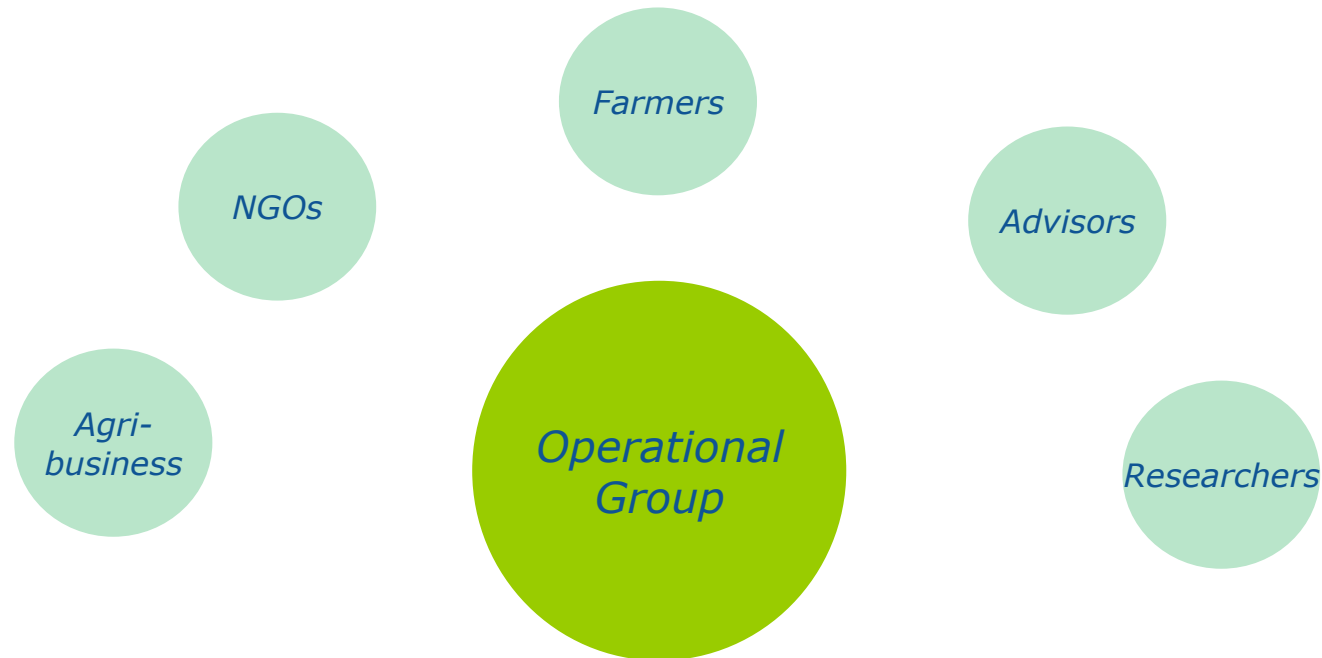 Farmers
NGOs
Advisors
Agri-
business
Operational
Group
Researchers